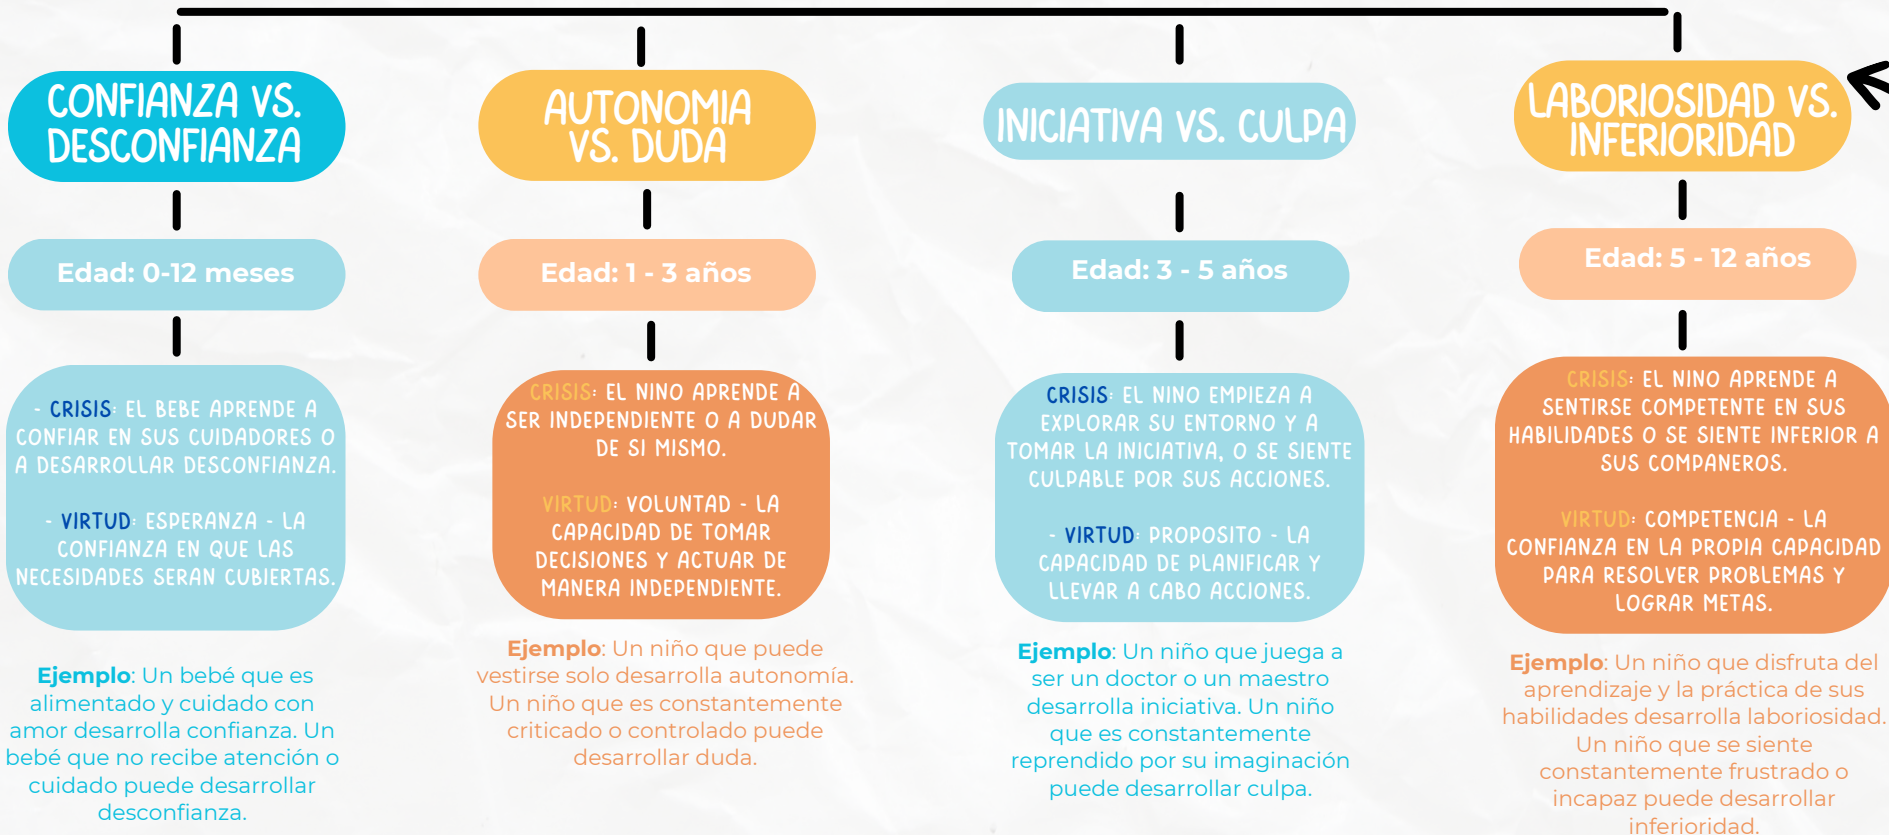 CONFIANZA VS.
DESCONFIANZA
Edad: 0-12 meses
- CRISIS: EL BEBE APRENDE A
CONFIAR EN SUS CUIDADORES O
A DESARROLLAR DESCONFIANZA.
- VIRTUD: ESPERANZA - LA
CONFIANZA EN QUE LAS
NECESIDADES SERAN CUBIERTAS.
Ejemplo: Un bebé que es
alimentado y cuidado con
amor desarrolla confianza. Un
bebé que no recibe atención o
cuidado puede desarrollar
desconfianza.
AUTONOMIA
VS. DUDA
Edad: 1 - 3 años
CRISIS: EL NINO APRENDE A
SER INDEPENDIENTE O A DUDAR
DE SI MISMO.
VIRTUD: VOLUNTAD - LA
CAPACIDAD DE TOMAR
DECISIONES Y ACTUAR DE
MANERA INDEPENDIENTE.
Ejemplo: Un niño que puede
vestirse solo desarrolla autonomía.
Un niño que es constantemente
criticado o controlado puede
desarrollar duda.
INICIATIVA VS. CULPA
Edad: 3 - 5 años
CRISIS: EL NINO EMPIEZA A
EXPLORAR SU ENTORNO Y A
TOMAR LA INICIATIVA, O SE SIENTE
CULPABLE POR SUS ACCIONES.
- VIRTUD: PROPOSITO - LA
CAPACIDAD DE PLANIFICAR Y
LLEVAR A CABO ACCIONES.
Ejemplo: Un niño que juega a
ser un doctor o un maestro
desarrolla iniciativa. Un niño
que es constantemente
reprendido por su imaginación
puede desarrollar culpa.
LABORIOSIDAD VS.
INFERIORIDAD
Edad: 5 - 12 años
CRISIS: EL NINO APRENDE A
SENTIRSE COMPETENTE EN SUS
HABILIDADES O SE SIENTE INFERIOR A
SUS COMPANEROS.
VIRTUD: COMPETENCIA - LA
CONFIANZA EN LA PROPIA CAPACIDAD
PARA RESOLVER PROBLEMAS Y
LOGRAR METAS.
Ejemplo: Un niño que disfruta del
aprendizaje y la práctica de sus
habilidades desarrolla laboriosidad.
Un niño que se siente
constantemente frustrado o
incapaz puede desarrollar
inferioridad.